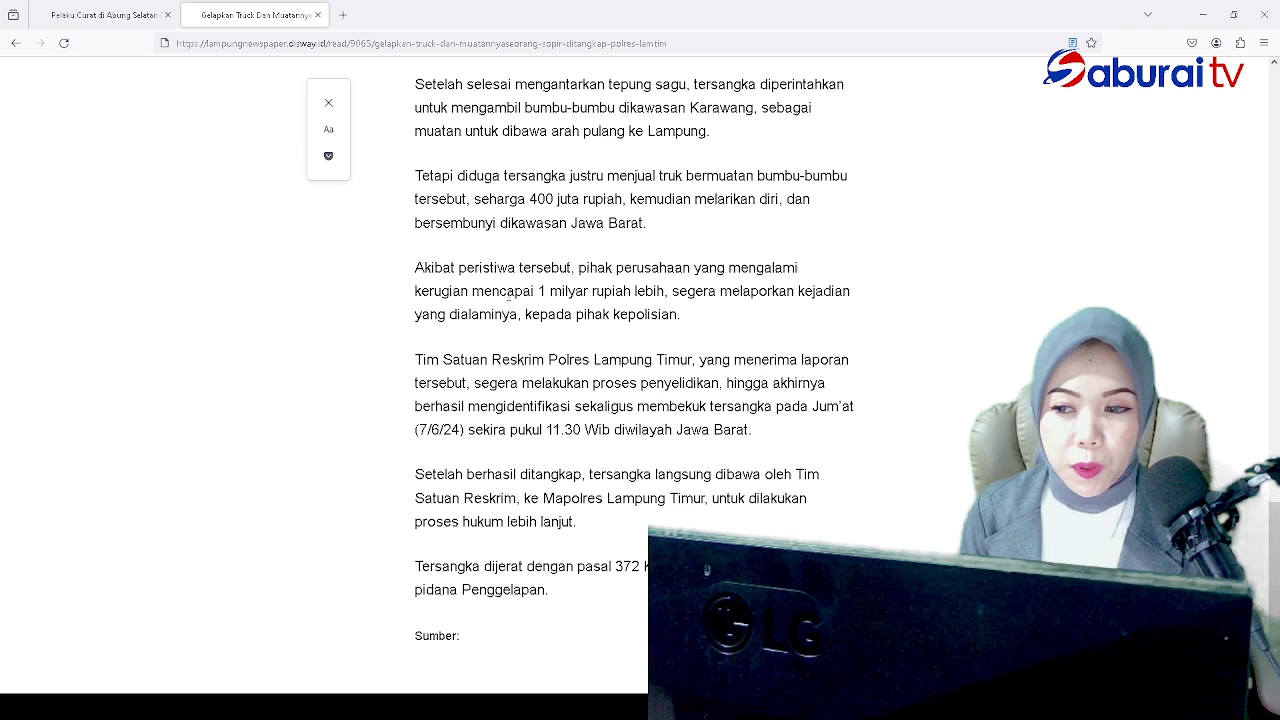 Pelaku Curat di Abung Selatan
Gelapkan Truck Dan Muatannya
https://lampungnewspaper.disway.id/read/9065/gelapkan-truck-dan-muatannya-seorang-sopir-ditangkap-polres-lamtim
Saburai tv
Aa
Setelah selesai mengantarkan tepung sagu, tersangka diperintahkan
untuk mengambil bumbu-bumbu dikawasan Karawang, sebagai
muatan untuk dibawa arah pulang ke Lampung.
Tetapi diduga tersangka justru menjual truk bermuatan bumbu-bumbu
tersebut, seharga 400 juta rupiah, kemudian melarikan diri, dan
bersembunyi dikawasan Jawa Barat.
Akibat peristiwa tersebut, pihak perusahaan yang mengalami
kerugian mencapai 1 milyar rupiah lebih, segera melaporkan kejadian
yang dialaminya, kepada pihak kepolisian.
Tim Satuan Reskrim Polres Lampung Timur, yang menerima laporan
tersebut, segera melakukan proses penyelidikan, hingga akhirnya
berhasil mengidentifikasi sekaligus membekuk tersangka pada Jum'at
(7/6/24) sekira pukul 11.30 Wib diwilayah Jawa Barat.
Setelah berhasil ditangkap, tersangka langsung dibawa oleh Tim
Satuan Reskrim, ke Mapolres Lampung Timur, untuk dilakukan
proses hukum lebih lanjut.
Tersangka dijerat dengan pasal 372
pidana Penggelapan.
Sumber:
LG